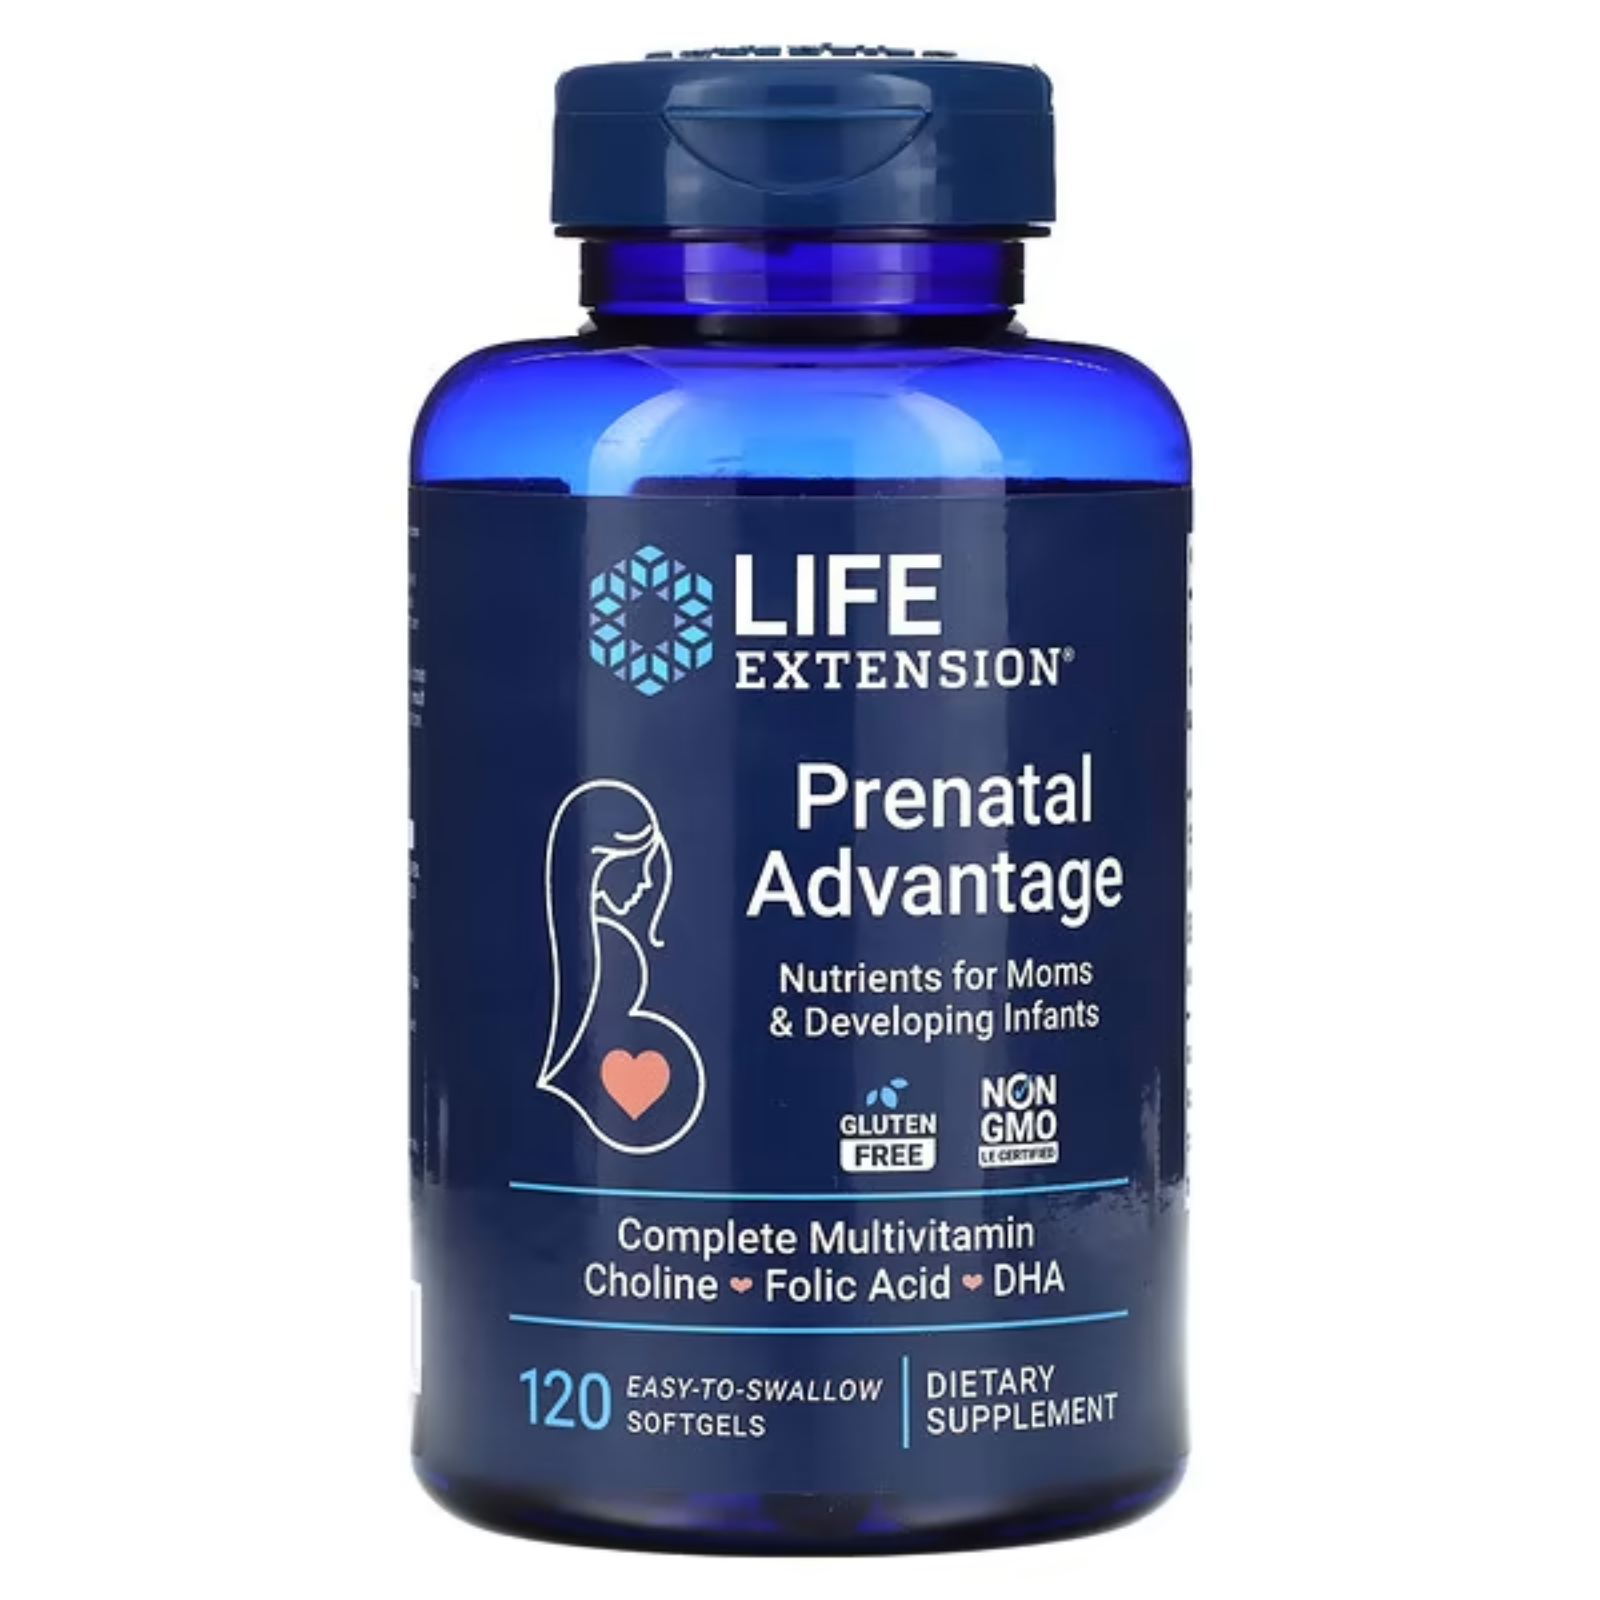 LIFE
EXTENSION®
Prenatal
Advantage
Nutrients for Moms
& Developing Infants
GLUTEN
FREE
NON
GMO
LE CERTIFIED
Complete Multivitamin
Choline ❤ Folic Acid ❤ DHA
120 EASY-TO-SWALLOW
SOFTGELS
DIETARY
SUPPLEMENT